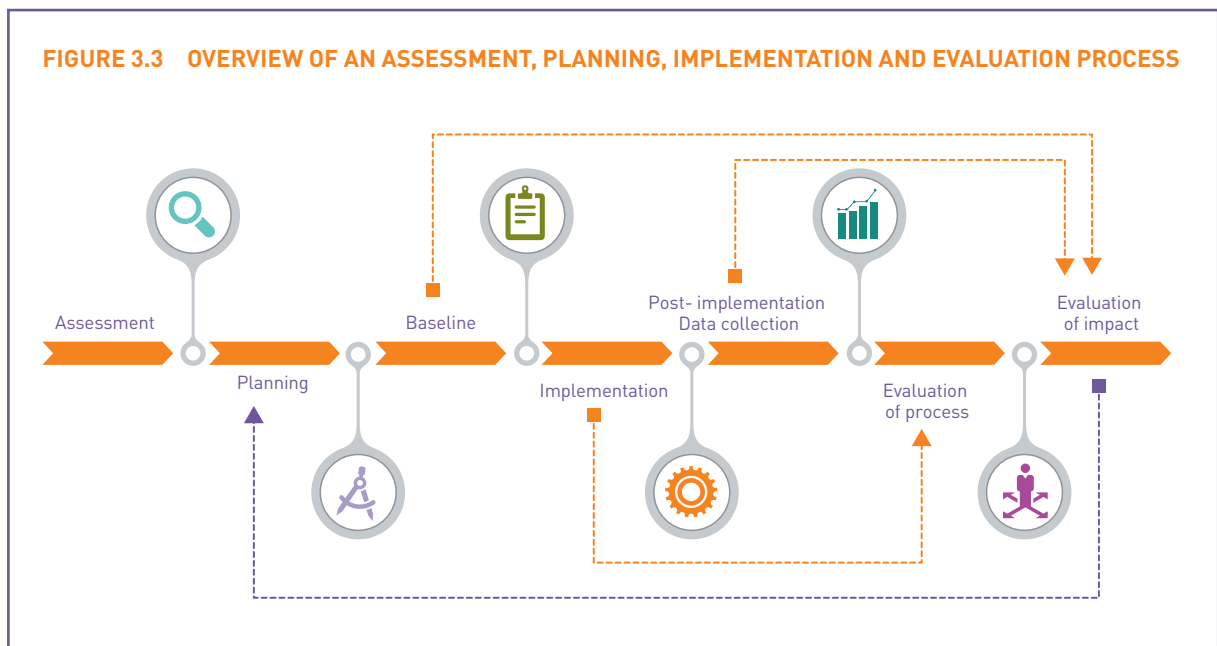 FIGURE 3.3 OVERVIEW OF AN ASSESSMENT, PLANNING, IMPLEMENTATION AND EVALUATION PROCESS
Assessment
Planning
Baseline
Implementation
Post- implementation
Data collection
Evaluation
of process
Evaluation
of impact